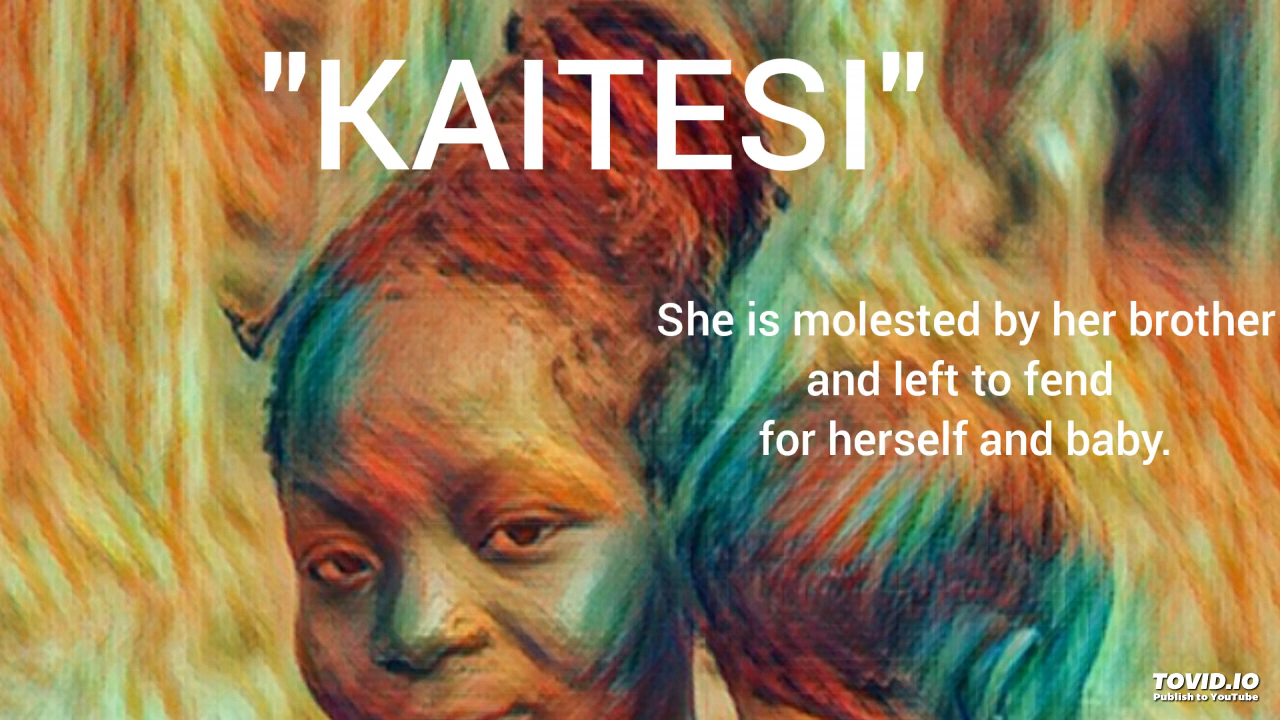 "KAITESI"
She is molested by her brother
and left to fend
for herself and baby.
TOVID.IO
Publish to YouTube